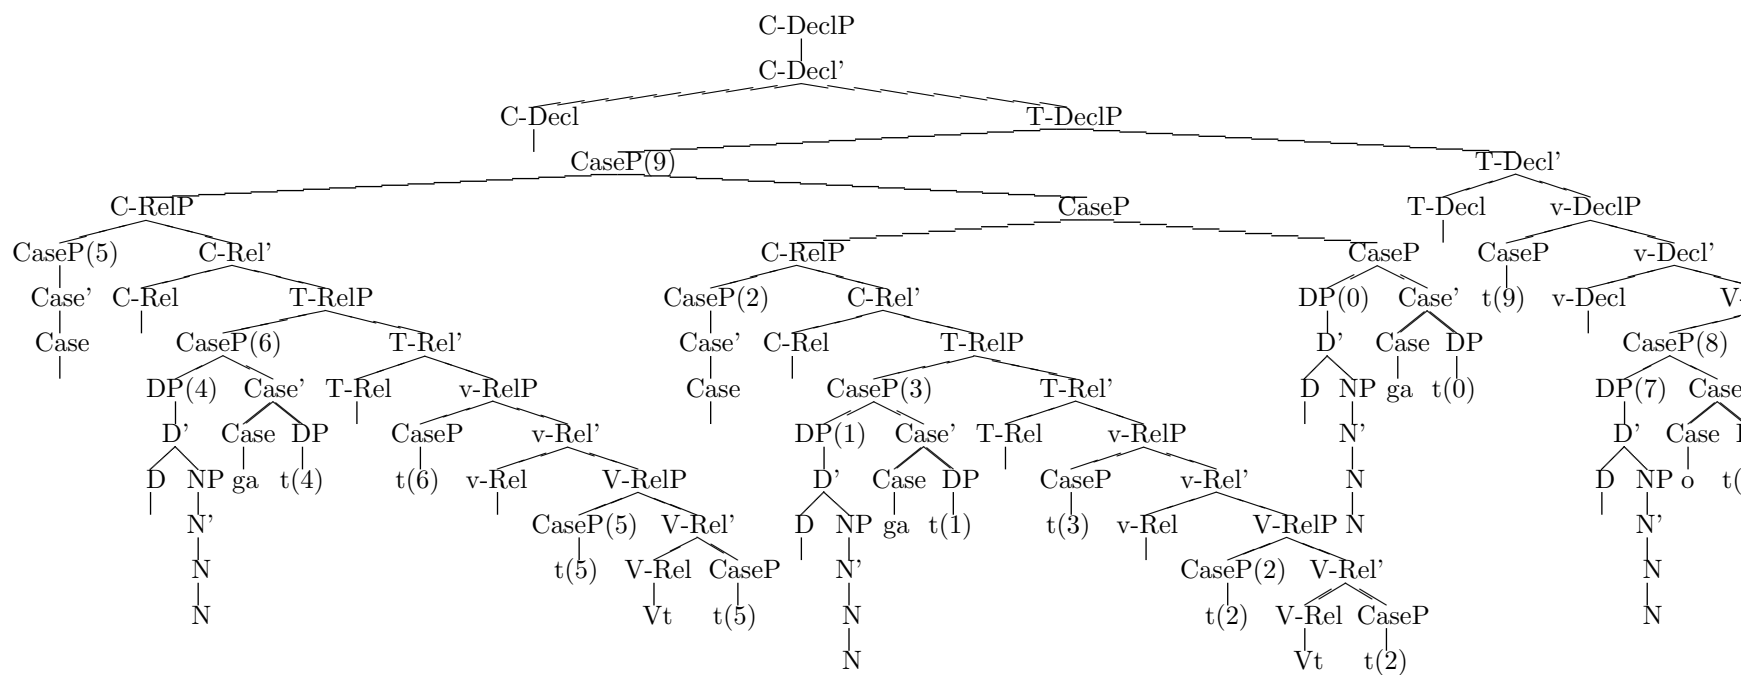 C-DeclP
C-Decl’
C-Decl T-DeclP
CaseP(9) T-Decl’
C-RelP CaseP T-Decl v-DeclP
CaseP(5) C-Rel’ C-RelP CaseP CaseP v-Decl’
Case’ C-Rel T-RelP CaseP(2) C-Rel’ DP(0) Case’ t(9) v-Decl V-
Case CaseP(6) T-Rel’ Case’ C-Rel T-RelP D’ Case DP CaseP(8)
DP(4) Case’ T-Rel v-RelP Case CaseP(3) T-Rel’ D NP ga t(0) DP(7) Case
D’ Case DP CaseP v-Rel’ DP(1) Case’ T-Rel v-RelP N’ D’ Case
D NP ga t(4) t(6) v-Rel V-RelP D’ Case DP CaseP v-Rel’ N D NP o t(
N’ CaseP(5) V-Rel’ D NP ga t(1) t(3) v-Rel V-RelP N N’
N t(5) V-Rel CaseP N’ CaseP(2) V-Rel’ N
N Vt t(5) N t(2) V-Rel CaseP N
N Vt t(2)